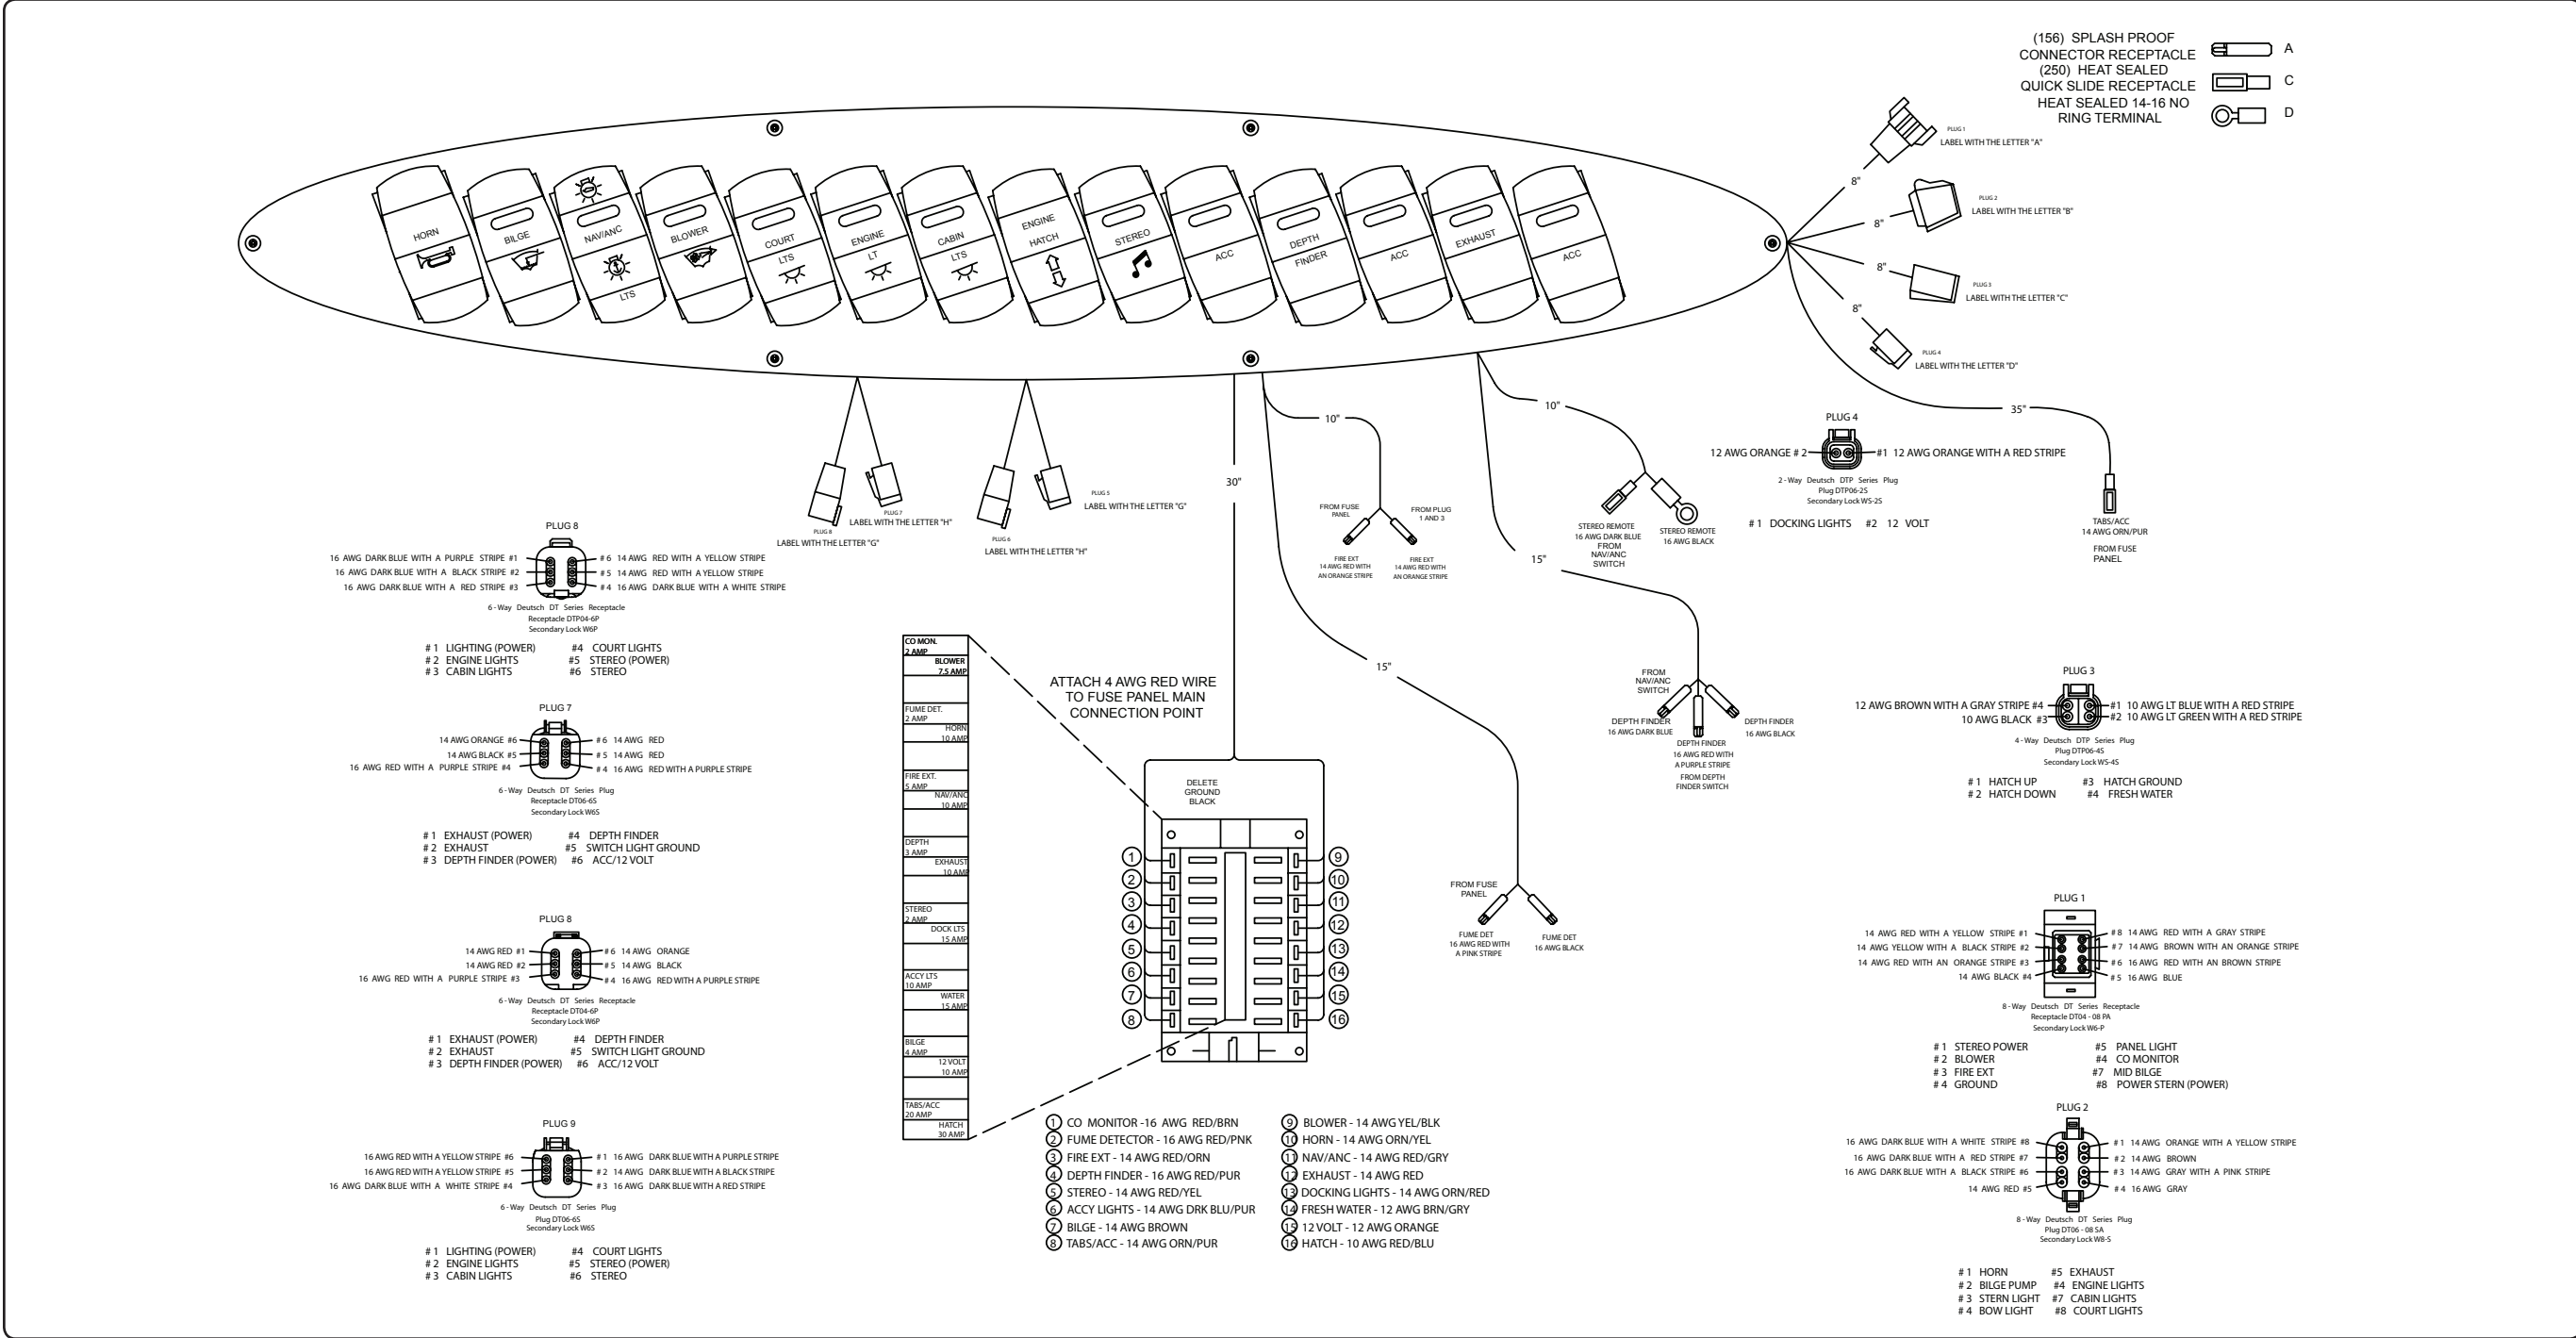 (156) SPLASH PROOF
CONNECTOR RECEPTACLE
A
(250) HEAT SEALED
QUICK SLIDE RECEPTACLE
C
HEAT SEALED 14-16 NO
RING TERMINAL
D
HORN
BILGE
NAV/ANC
LTS
BLOWER
COURT
LTS
ENGINE
LT
CABIN
LTS
ENGINE
HATCH
STEREO
ACC
DEPTH
FINDER
ACC
EXHAUST
ACC
8"
PLUG 1
LABEL WITH THE LETTER "A"
8"
PLUG 2
LABEL WITH THE LETTER "B"
8"
PLUG 3
LABEL WITH THE LETTER "C"
8"
PLUG 4
LABEL WITH THE LETTER "D"
35"
TABS/ACC
14 AWG ORN/PUR
FROM FUSE
PANEL
PLUG 8
LABEL WITH THE LETTER "G"
PLUG 7
LABEL WITH THE LETTER "H"
PLUG 6
LABEL WITH THE LETTER "H"
PLUG 5
LABEL WITH THE LETTER "G"
30"
10"
FROM FUSE
PANEL
FROM PLUG
1 AND 3
FIRE EXT
14 AWG RED WITH
AN ORANGE STRIPE
FIRE EXT
14 AWG RED WITH
AN ORANGE STRIPE
10"
STEREO REMOTE
16 AWG DARK BLUE
FROM
NAV/ANC
SWITCH
STEREO REMOTE
16 AWG BLACK
15"
FROM
NAV/ANC
SWITCH
DEPTH FINDER
16 AWG DARK BLUE
DEPTH FINDER
16 AWG RED WITH
A PURPLE STRIPE
FROM DEPTH
FINDER SWITCH
DEPTH FINDER
16 AWG BLACK
15"
FROM FUSE
PANEL
FUME DET
16 AWG RED WITH
A PINK STRIPE
FUME DET
16 AWG BLACK
PLUG 4
12 AWG ORANGE # 2
#1 12 AWG ORANGE WITH A RED STRIPE
2 - Way Deutsch DTP Series Plug
Plug DTP06-2S
Secondary Lock WS-2S
# 1 DOCKING LIGHTS #2 12 VOLT
PLUG 8
16 AWG DARK BLUE WITH A PURPLE STRIPE #1
16 AWG DARK BLUE WITH A BLACK STRIPE #2
16 AWG DARK BLUE WITH A RED STRIPE #3
# 6 14 AWG RED WITH A YELLOW STRIPE
# 5 14 AWG RED WITH A YELLOW STRIPE
# 4 16 AWG DARK BLUE WITH A WHITE STRIPE
6 - Way Deutsch DT Series Receptacle
Receptacle DTP04-6P
Secondary Lock W6P
# 1 LIGHTING (POWER) #4 COURT LIGHTS
# 2 ENGINE LIGHTS #5 STEREO (POWER)
# 3 CABIN LIGHTS #6 STEREO
PLUG 7
14 AWG ORANGE #6
14 AWG BLACK #5
16 AWG RED WITH A PURPLE STRIPE #4
# 6 14 AWG RED
# 5 14 AWG RED
# 4 16 AWG RED WITH A PURPLE STRIPE
6 - Way Deutsch DT Series Plug
Receptacle DT06-6S
Secondary Lock W6S
# 1 EXHAUST (POWER) #4 DEPTH FINDER
# 2 EXHAUST #5 SWITCH LIGHT GROUND
# 3 DEPTH FINDER (POWER) #6 ACC/12 VOLT
PLUG 8
14 AWG RED #1
14 AWG RED #2
16 AWG RED WITH A PURPLE STRIPE #3
# 6 14 AWG ORANGE
# 5 14 AWG BLACK
# 4 16 AWG RED WITH A PURPLE STRIPE
6 - Way Deutsch DT Series Receptacle
Receptacle DT04-6P
Secondary Lock W6P
# 1 EXHAUST (POWER) #4 DEPTH FINDER
# 2 EXHAUST #5 SWITCH LIGHT GROUND
# 3 DEPTH FINDER (POWER) #6 ACC/12 VOLT
PLUG 9
16 AWG RED WITH A YELLOW STRIPE #6
16 AWG RED WITH A YELLOW STRIPE #5
16 AWG DARK BLUE WITH A WHITE STRIPE #4
# 1 16 AWG DARK BLUE WITH A PURPLE STRIPE
# 2 14 AWG DARK BLUE WITH A BLACK STRIPE
# 3 16 AWG DARK BLUE WITH A RED STRIPE
6 - Way Deutsch DT Series Plug
Plug DT06-6S
Secondary Lock W6S
# 1 LIGHTING (POWER) #4 COURT LIGHTS
# 2 ENGINE LIGHTS #5 STEREO (POWER)
# 3 CABIN LIGHTS #6 STEREO
CO MON.
2 AMP
BLOWER
7.5 AMP
FUME DET.
2 AMP
HORN
10 AMP
FIRE EXT.
5 AMP
NAV/ANC
10 AMP
DEPTH
3 AMP
EXHAUST
10 AMP
STEREO
2 AMP
DOCK LTS
15 AMP
ACCY LTS
10 AMP
WATER
15 AMP
BILGE
4 AMP
12 VOLT
10 AMP
TABS/ACC
20 AMP
HATCH
30 AMP
ATTACH 4 AWG RED WIRE
TO FUSE PANEL MAIN
CONNECTION POINT
DELETE
GROUND
BLACK
1 9
2 10
3 11
4 12
5 13
6 14
7 15
8 16
1 CO MONITOR -16 AWG RED/BRN
2 FUME DETECTOR - 16 AWG RED/PNK
3 FIRE EXT - 14 AWG RED/ORN
4 DEPTH FINDER - 16 AWG RED/PUR
5 STEREO - 14 AWG RED/YEL
6 ACCY LIGHTS - 14 AWG DRK BLU/PUR
7 BILGE - 14 AWG BROWN
8 TABS/ACC - 14 AWG ORN/PUR
9 BLOWER - 14 AWG YEL/BLK
10 HORN - 14 AWG ORN/YEL
11 NAV/ANC - 14 AWG RED/GRY
12 EXHAUST - 14 AWG RED
13 DOCKING LIGHTS - 14 AWG ORN/RED
14 FRESH WATER - 12 AWG BRN/GRY
15 12 VOLT - 12 AWG ORANGE
16 HATCH - 10 AWG RED/BLU
PLUG 3
12 AWG BROWN WITH A GRAY STRIPE #4
10 AWG BLACK #3
#1 10 AWG LT BLUE WITH A RED STRIPE
#2 10 AWG LT GREEN WITH A RED STRIPE
4 - Way Deutsch DTP Series Plug
Plug DTP06-4S
Secondary Lock WS-4S
# 1 HATCH UP #3 HATCH GROUND
# 2 HATCH DOWN #4 FRESH WATER
PLUG 1
14 AWG RED WITH A YELLOW STRIPE #1
14 AWG YELLOW WITH A BLACK STRIPE #2
14 AWG RED WITH AN ORANGE STRIPE #3
14 AWG BLACK #4
# 8 14 AWG RED WITH A GRAY STRIPE
# 7 14 AWG BROWN WITH AN ORANGE STRIPE
# 6 16 AWG RED WITH AN BROWN STRIPE
# 5 16 AWG BLUE
8 - Way Deutsch DT Series Receptacle
Receptacle DT04 - 08 PA
Secondary Lock W6-P
# 1 STEREO POWER #5 PANEL LIGHT
# 2 BLOWER #4 CO MONITOR
# 3 FIRE EXT #7 MID BILGE
# 4 GROUND #8 POWER STERN (POWER)
PLUG 2
16 AWG DARK BLUE WITH A WHITE STRIPE #8
16 AWG DARK BLUE WITH A RED STRIPE #7
16 AWG DARK BLUE WITH A BLACK STRIPE #6
14 AWG RED #5
# 1 14 AWG ORANGE WITH A YELLOW STRIPE
# 2 14 AWG BROWN
# 3 14 AWG GRAY WITH A PINK STRIPE
# 4 16 AWG GRAY
8 - Way Deutsch DT Series Plug
Plug DT06 - 08 SA
Secondary Lock W8-S
# 1 HORN #5 EXHAUST
# 2 BILGE PUMP #4 ENGINE LIGHTS
# 3 STERN LIGHT #7 CABIN LIGHTS
# 4 BOW LIGHT #8 COURT LIGHTS